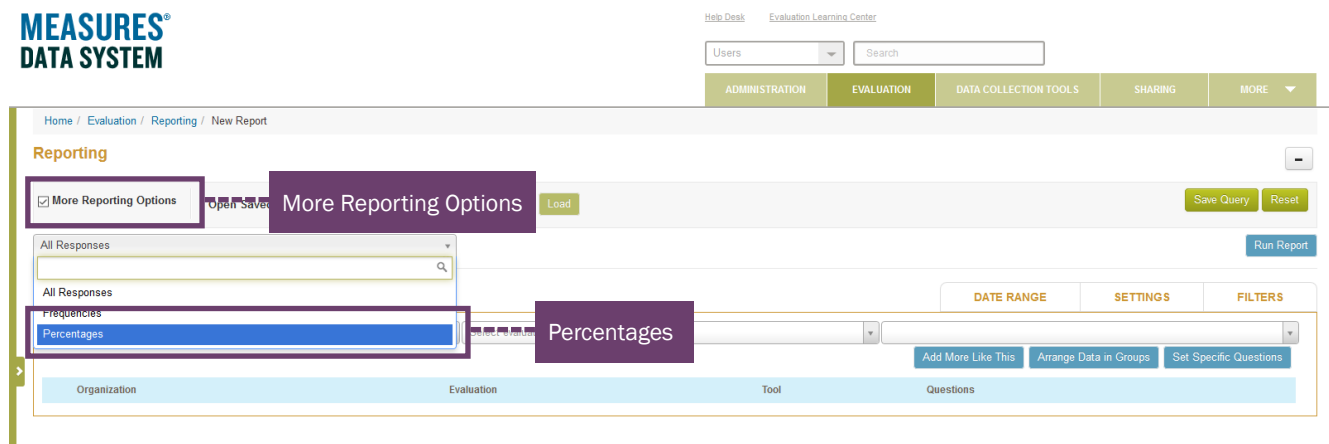 MEASURES®
DATA SYSTEM
Help Desk Evaluation Learning Center
Users Search
ADMINISTRATION EVALUATION DATA COLLECTION TOOLS SHARING MORE
Home / Evaluation / Reporting / New Report
Reporting
More Reporting Options Open Saved More Reporting Options Load Save Query Reset
All Responses Run Report
All Responses
DATE RANGE SETTINGS FILTERS
Frequencies
Percentages Percentages
Add More Like This Arrange Data in Groups Set Specific Questions
Organization Evaluation Tool Questions